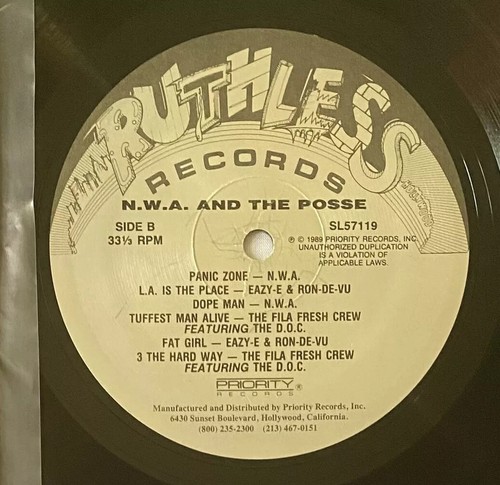 RUTHLESS
RECORDS
N.W.A. AND THE POSSE
SIDE B
33⅓ RPM
SL57119
℗ © 1989 PRIORITY RECORDS, INC.
UNAUTHORIZED DUPLICATION
IS A VIOLATION OF
APPLICABLE LAWS.
PANIC ZONE — N.W.A.
L.A. IS THE PLACE — EAZY-E & RON-DE-VU
DOPE MAN — N.W.A.
TUFFEST MAN ALIVE — THE FILA FRESH CREW
FEATURING THE D.O.C.
FAT GIRL — EAZY-E & RON-DE-VU
3 THE HARD WAY — THE FILA FRESH CREW
FEATURING THE D.O.C.
PRIORITY®
RECORDS
Manufactured and Distributed by Priority Records, Inc.
6430 Sunset Boulevard, Hollywood, California.
(800) 235-2300 (213) 467-0151